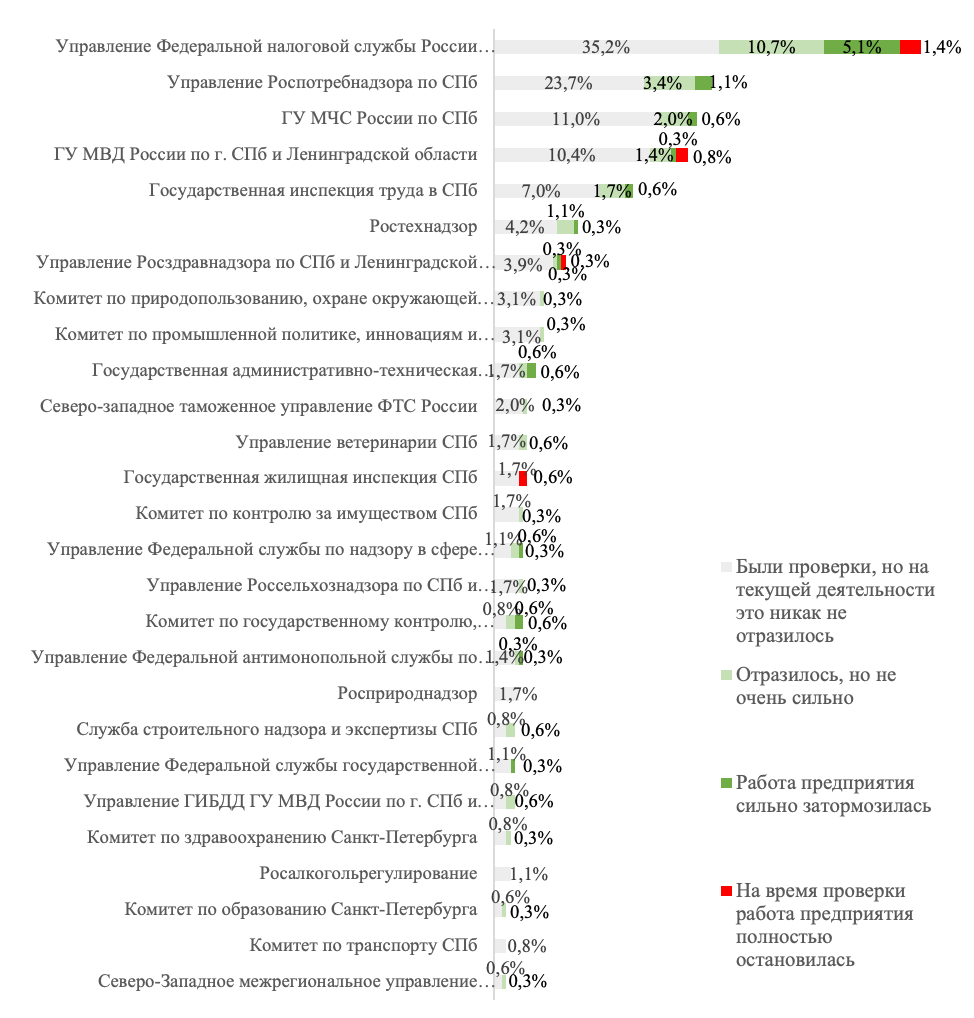 Управление Федеральной налоговой службы России… 35,2% 10,7% 5,1% 1,4%
Управление Роспотребнадзора по СПб 23,7% 3,4% 1,1%
ГУ МЧС России по СПб 11,0% 2,0% 0,6%
0,3%
ГУ МВД России по г. СПб и Ленинградской области 10,4% 1,4% 0,8%
Государственная инспекция труда в СПб 7,0% 1,7% 0,6%
1,1%
Ростехнадзор 4,2% 0,3%
0,3%
Управление Росздравнадзора по СПб и Ленинградской… 3,9% 0,3%
0,3%
Комитет по природопользованию, охране окружающей… 3,1% 0,3%
0,3%
Комитет по промышленной политике, инновациям и… 3,1%
0,6%
Государственная административно-техническая… 1,7% 0,6%
Северо-западное таможенное управление ФТС России 2,0% 0,3%
Управление ветеринарии СПб 1,7% 0,6%
1,7%
Государственная жилищная инспекция СПб 0,6%
1,7%
Комитет по контролю за имуществом СПб 0,3%
1,1% 0,6%
Управление Федеральной службы по надзору в сфере… 0,3%
Управление Россельхознадзора по СПб и… 1,7% 0,3%
0,8% 0,6%
Комитет по государственному контролю,… 0,6%
0,3%
Управление Федеральной антимонопольной службы по… 1,4% 0,3%
Росприроднадзор 1,7%
0,8%
Служба строительного надзора и экспертизы СПб 0,6%
1,1%
Управление Федеральной службы государственной… 0,3%
0,8%
Управление ГИБДД ГУ МВД России по г. СПб и… 0,6%
0,8%
Комитет по здравоохранению Санкт-Петербурга 0,3%
Росалкогольрегулирование 1,1%
0,6%
Комитет по образованию Санкт-Петербурга 0,3%
Комитет по транспорту СПб 0,8%
0,6%
Северо-Западное межрегиональное управление… 0,3%
Были проверки, но на
текущей деятельности
это никак не
отразилось
Отразилось, но не
очень сильно
Работа предприятия
сильно затормозилась
На время проверки
работа предприятия
полностью
остановилась